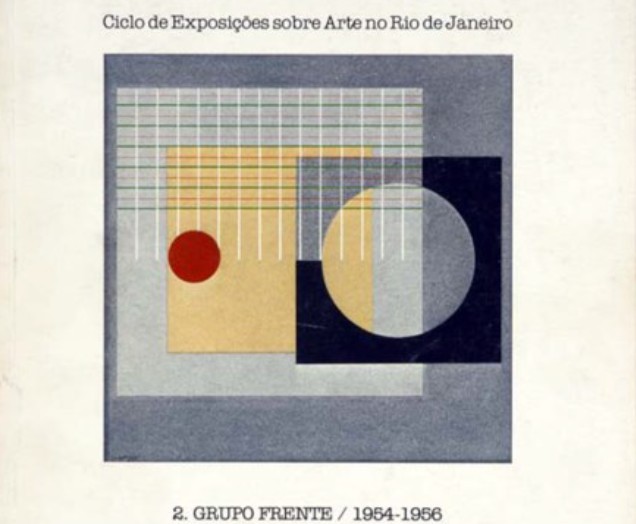 Ciclo de Exposições sobre Arte no Rio de Janeiro
2. GRUPO FRENTE / 1954-1956